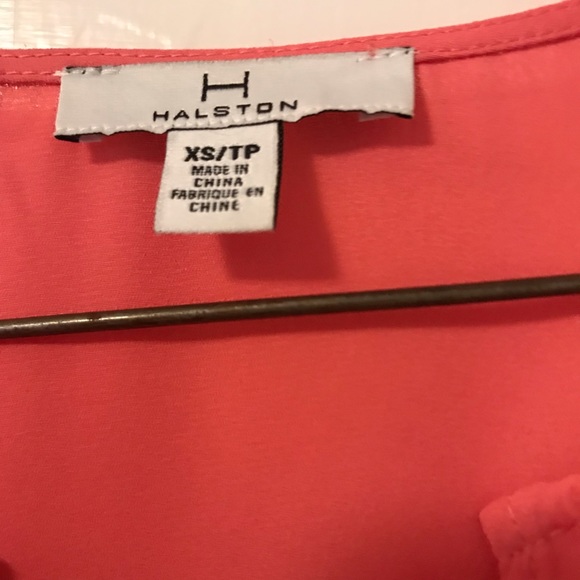 H
HALSTON
XS/TP
MADE IN
CHINA
FABRIQUE EN
CHINE